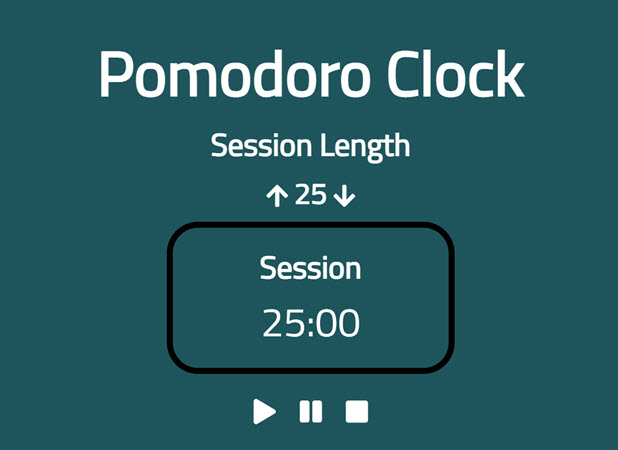 Pomodoro Clock
Session Length
↑ 25 ↓
Session
25:00